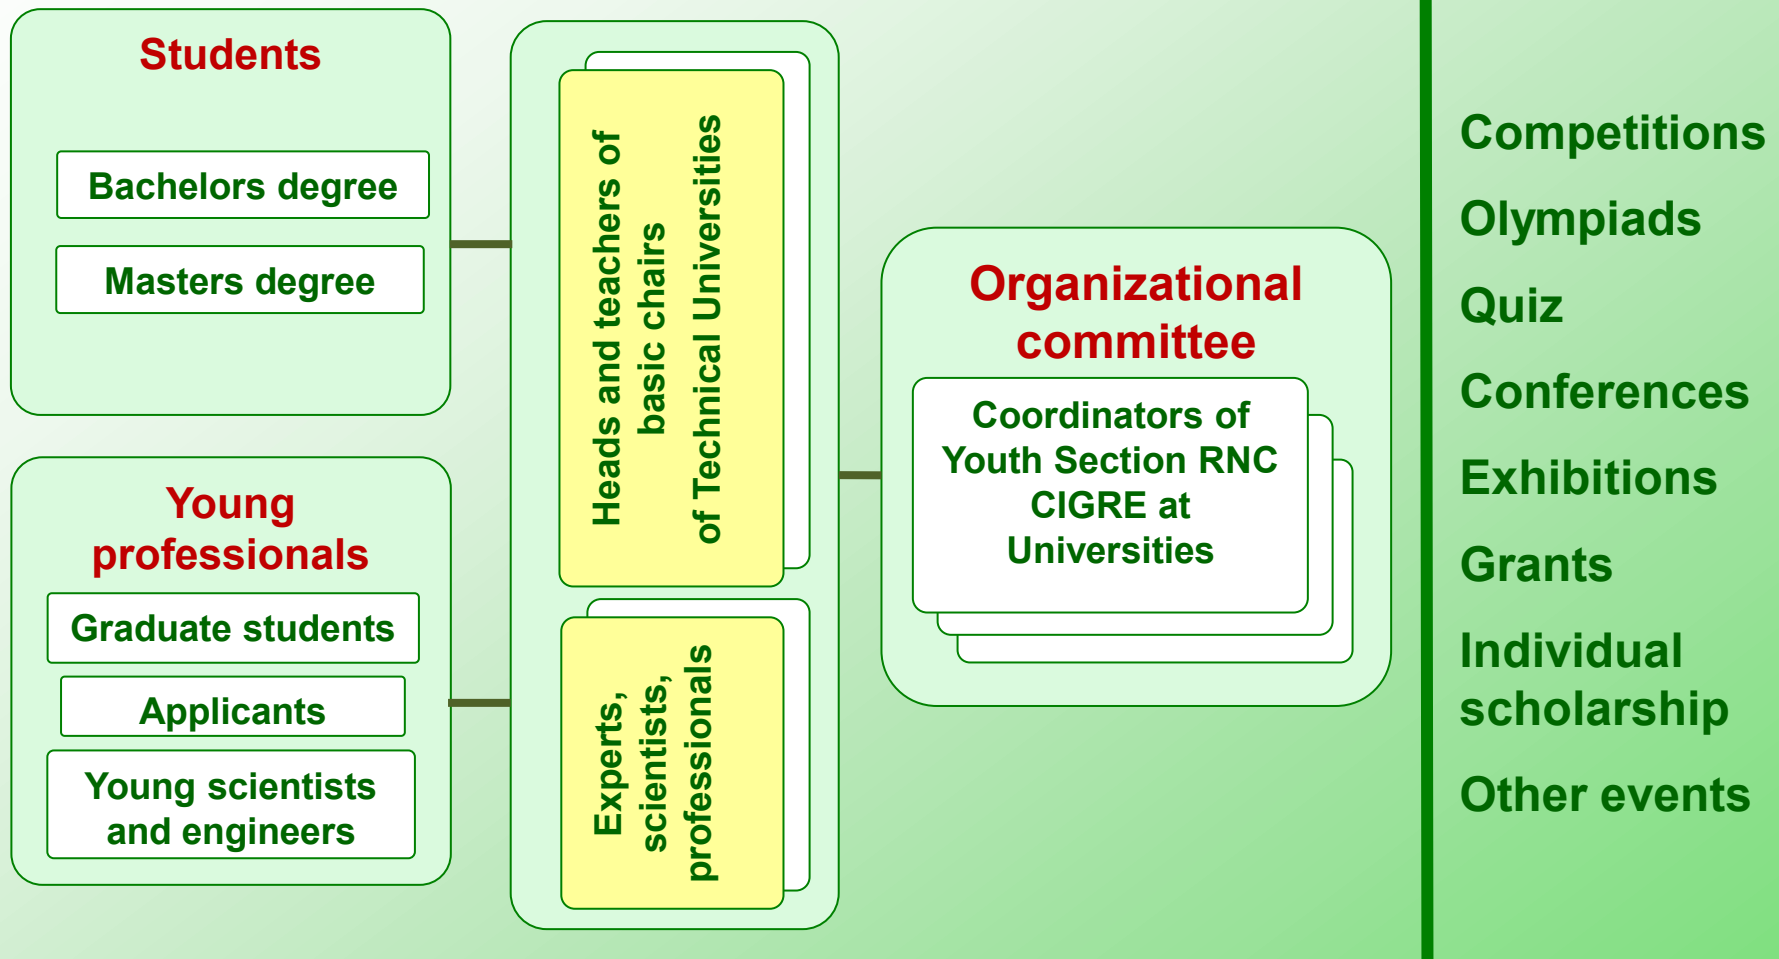 Students
Bachelors degree
Masters degree
Young
professionals
Graduate students
Applicants
Young scientists
and engineers
Heads and teachers of
basic chairs
of Technical Universities
Experts,
scientists,
professionals
Organizational
committee
Coordinators of
Youth Section RNC
CIGRE at
Universities
Competitions
Olympiads
Quiz
Conferences
Exhibitions
Grants
Individual
scholarship
Other events